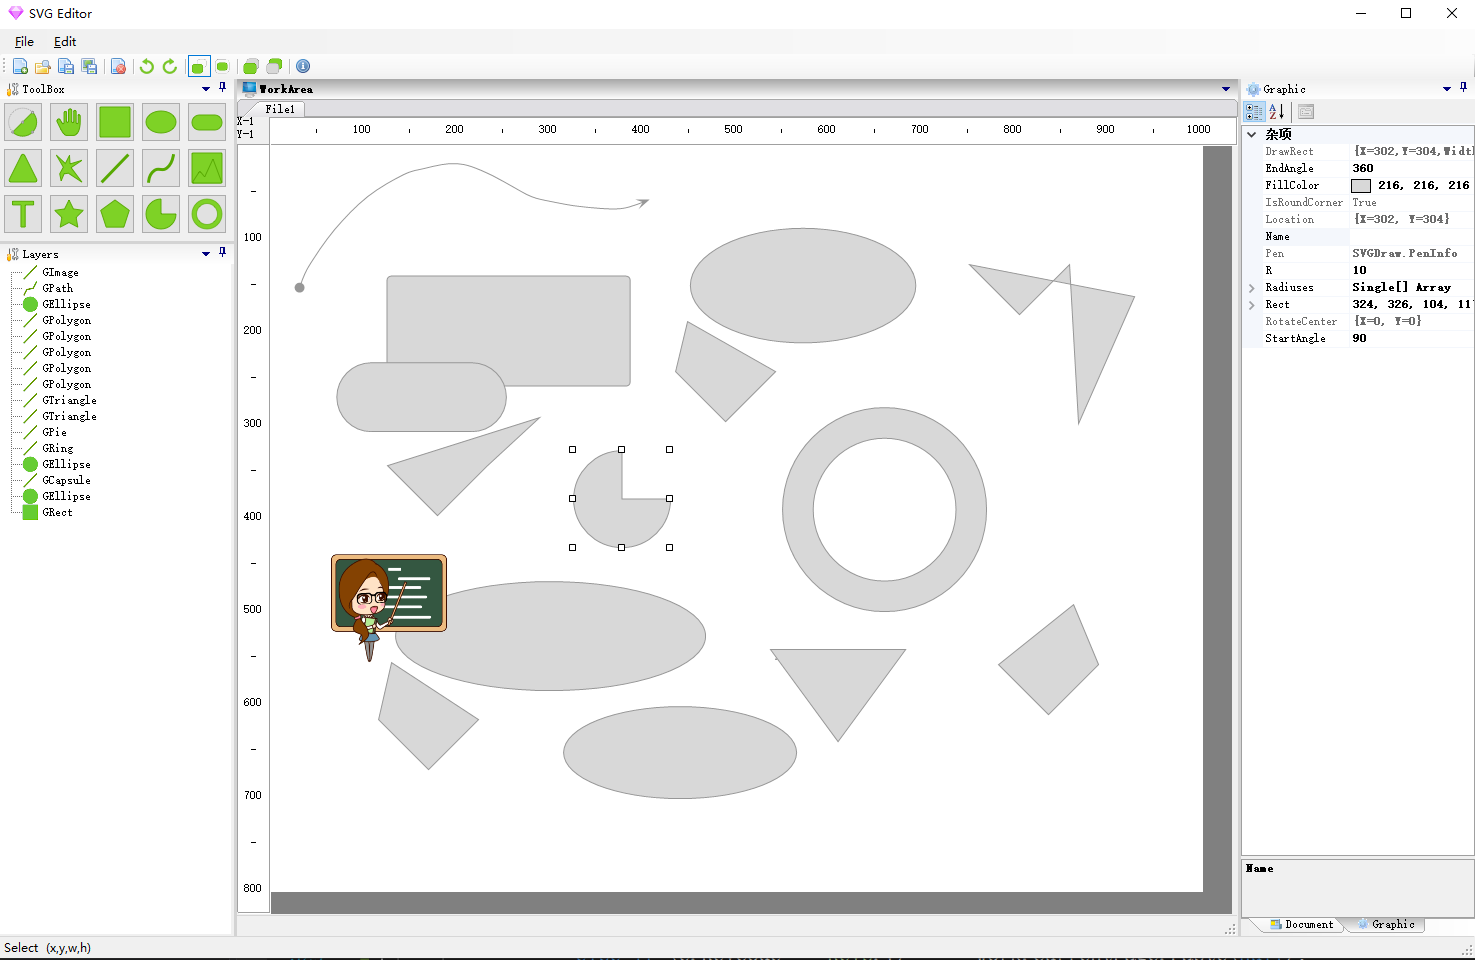 SVG Editor
File Edit
ToolBox
Layers
GImage
GPath
GEllipse
GPolygon
GPolygon
GPolygon
GPolygon
GPolygon
GTriangle
GTriangle
GPie
GRing
GEllipse
GCapsule
GEllipse
GRect
WorkArea
File1
X-1
Y-1
100 200 300 400 500 600 700 800 900 1000
100
200
300
400
500
600
700
800
Graphic
杂项
DrawRect {X=302,Y=304,Widt
EndAngle 360
FillColor 216, 216, 216
IsRoundCorner True
Location {X=302, Y=304}
Name
Pen SVGDraw.PenInfo
R 10
Radiuses Single[] Array
Rect 324, 326, 104, 11
RotateCenter {X=0, Y=0}
StartAngle 90
Name
Document Graphic
Select (x,y,w,h)